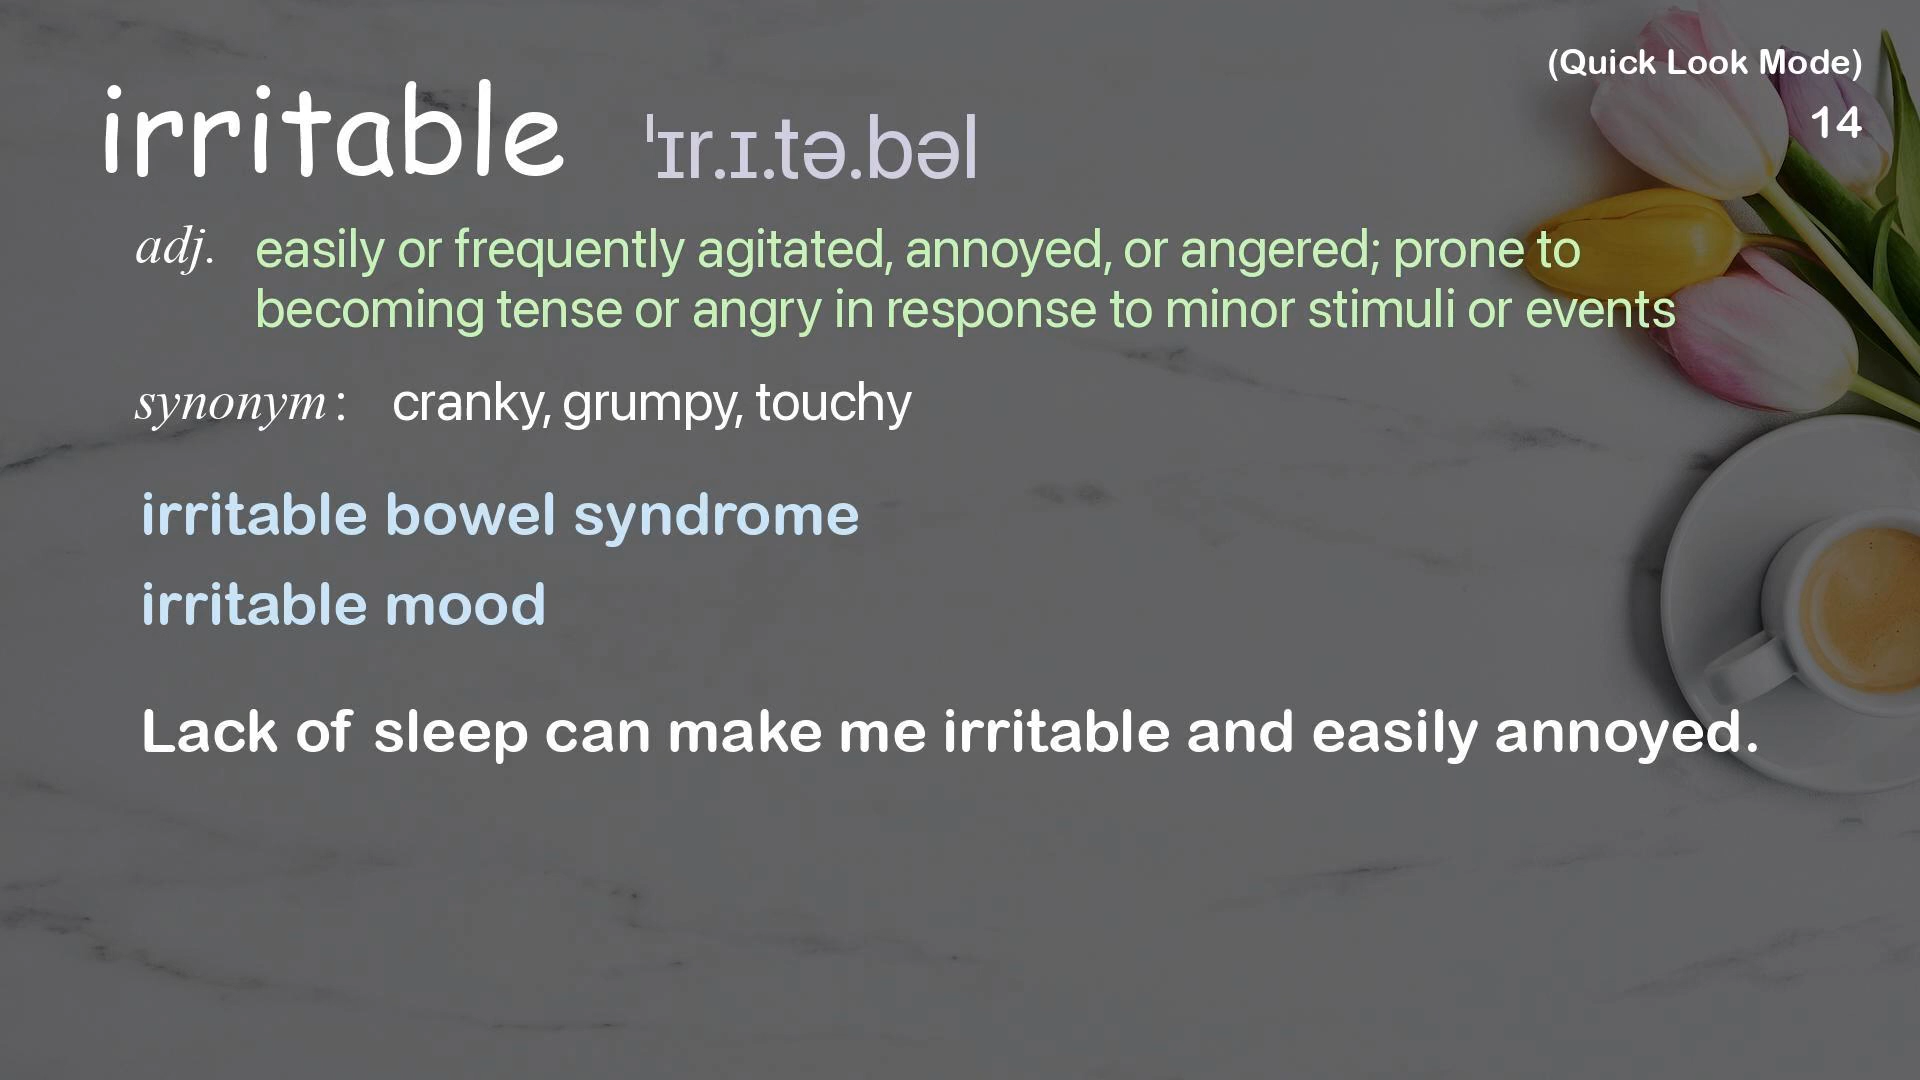 (Quick Look Mode)
14
irritable ˈɪr.ɪ.tə.bəl
adj. easily or frequently agitated, annoyed, or angered; prone to
becoming tense or angry in response to minor stimuli or events
synonym: cranky, grumpy, touchy
irritable bowel syndrome
irritable mood
Lack of sleep can make me irritable and easily annoyed.